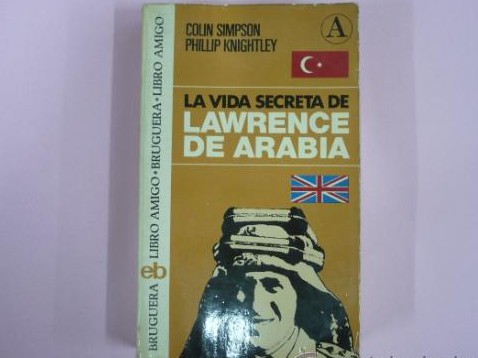 COLIN SIMPSON
PHILLIP KNIGHTLEY
A
LA VIDA SECRETA DE
LAWRENCE
DE ARABIA
BRUGUERA • LIBRO AMIGO • BRUGUERA • LIBRO AMIGO
eb